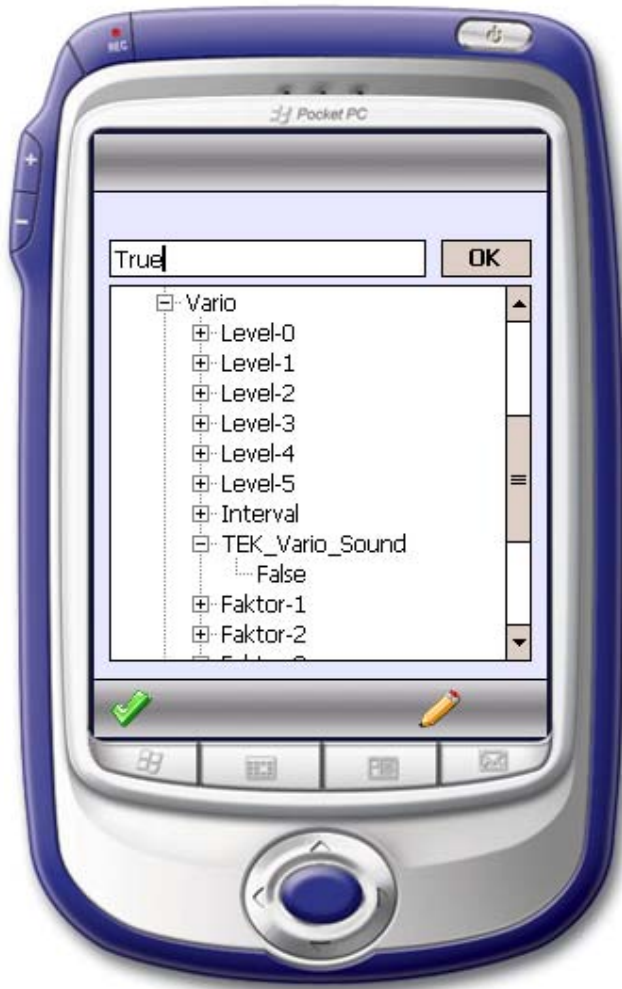 REC
Pocket PC
+
−
True
OK
Vario
Level-0
Level-1
Level-2
Level-3
Level-4
Level-5
Interval
TEK_Vario_Sound
False
Faktor-1
Faktor-2